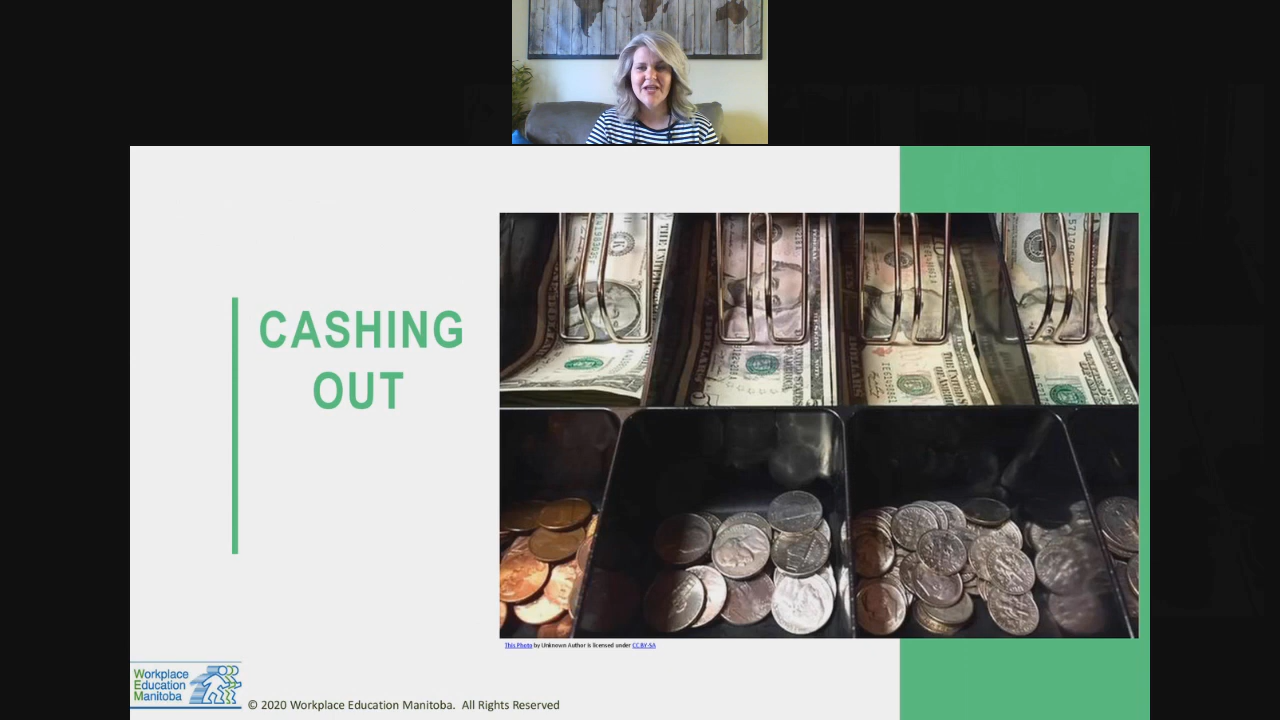 CASHING
OUT
This Photo by Unknown Author is licensed under CC BY-SA
Workplace
Education
Manitoba
© 2020 Workplace Education Manitoba. All Rights Reserved